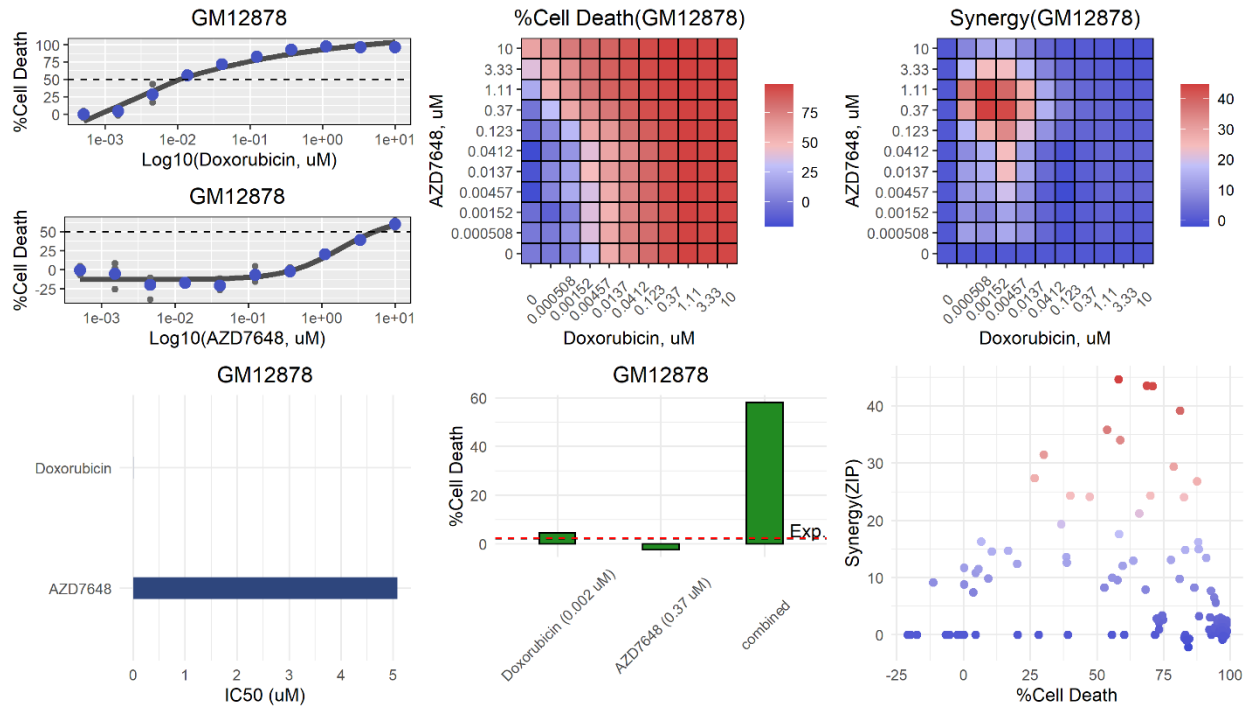 GM12878
%Cell Death
100
75
50
25
0
1e-03
1e-02
1e-01
1e+00
1e+01
Log10(Doxorubicin, uM)
GM12878
%Cell Death
50
25
0
-25
1e-03
1e-02
1e-01
1e+00
1e+01
Log10(AZD7648, uM)
%Cell Death(GM12878)
AZD7648, uM
10
3.33
1.11
0.37
0.123
0.0412
0.0137
0.00457
0.00152
0.000508
0
0
0.000508
0.00152
0.00457
0.0137
0.0412
0.123
0.37
1.11
3.33
10
Doxorubicin, uM
75
50
25
0
Synergy(GM12878)
AZD7648, uM
10
3.33
1.11
0.37
0.123
0.0412
0.0137
0.00457
0.00152
0.000508
0
0
0.000508
0.00152
0.00457
0.0137
0.0412
0.123
0.37
1.11
3.33
10
Doxorubicin, uM
40
30
20
10
0
GM12878
Doxorubicin
AZD7648
0
1
2
3
4
5
IC50 (uM)
GM12878
%Cell Death
60
40
20
0
Exp.
Doxorubicin (0.002 uM)
AZD7648 (0.37 uM)
combined
Synergy(ZIP)
40
30
20
10
0
-25
0
25
50
75
100
%Cell Death